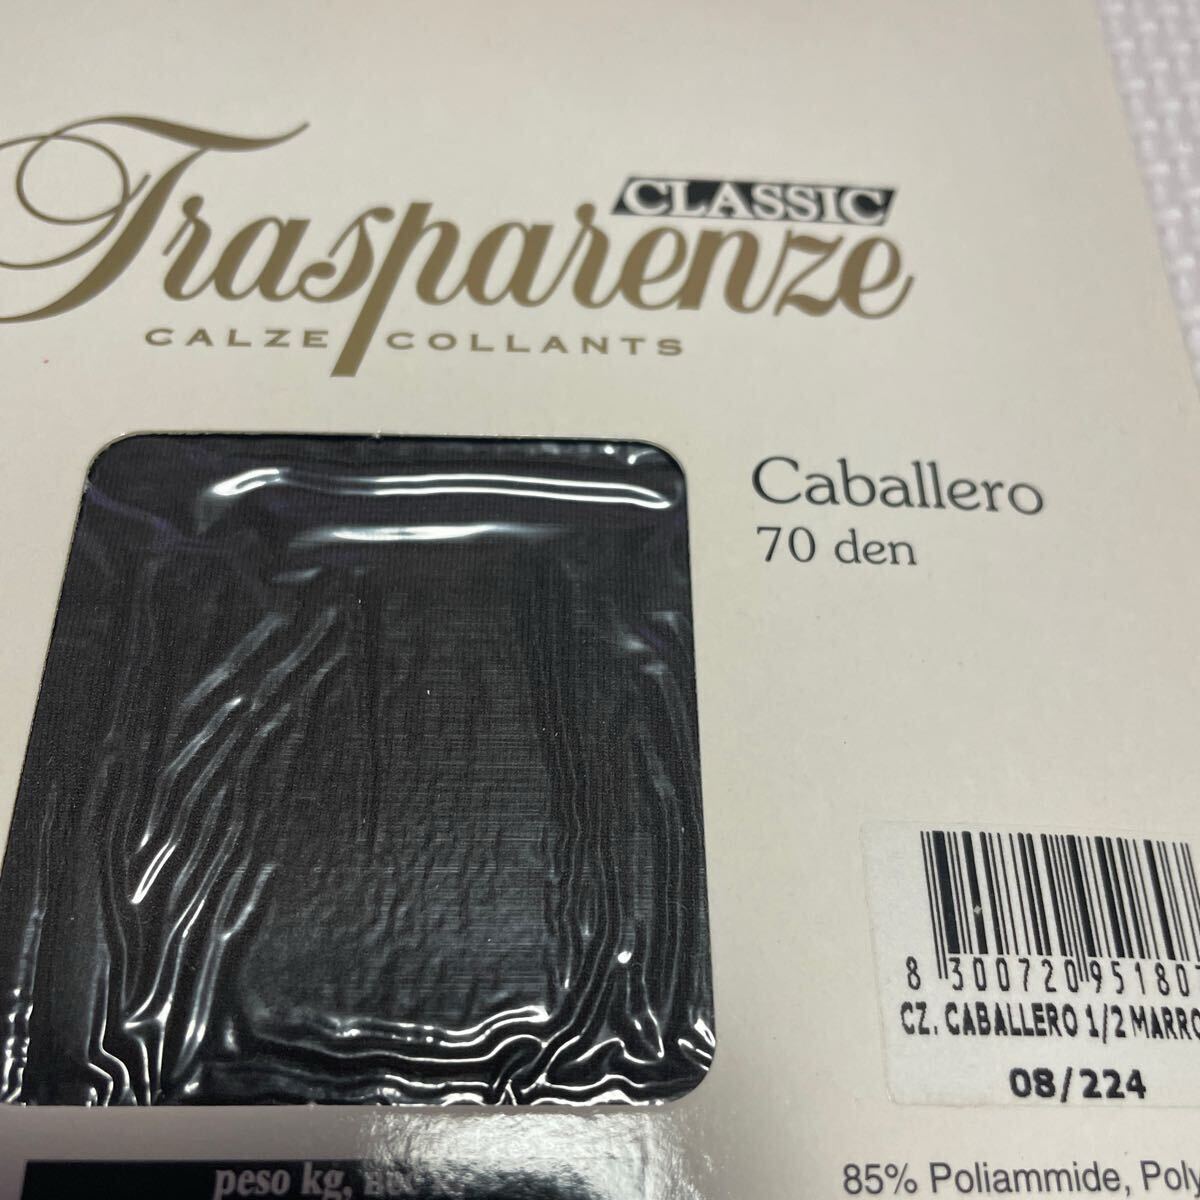 CLASSIC
Trasparenze
CALZE COLLANTS
Caballero
70 den
8 300720 95180
CZ. CABALLERO 1/2 MARRO
08/224
peso kg,
85% Poliammide, Poly